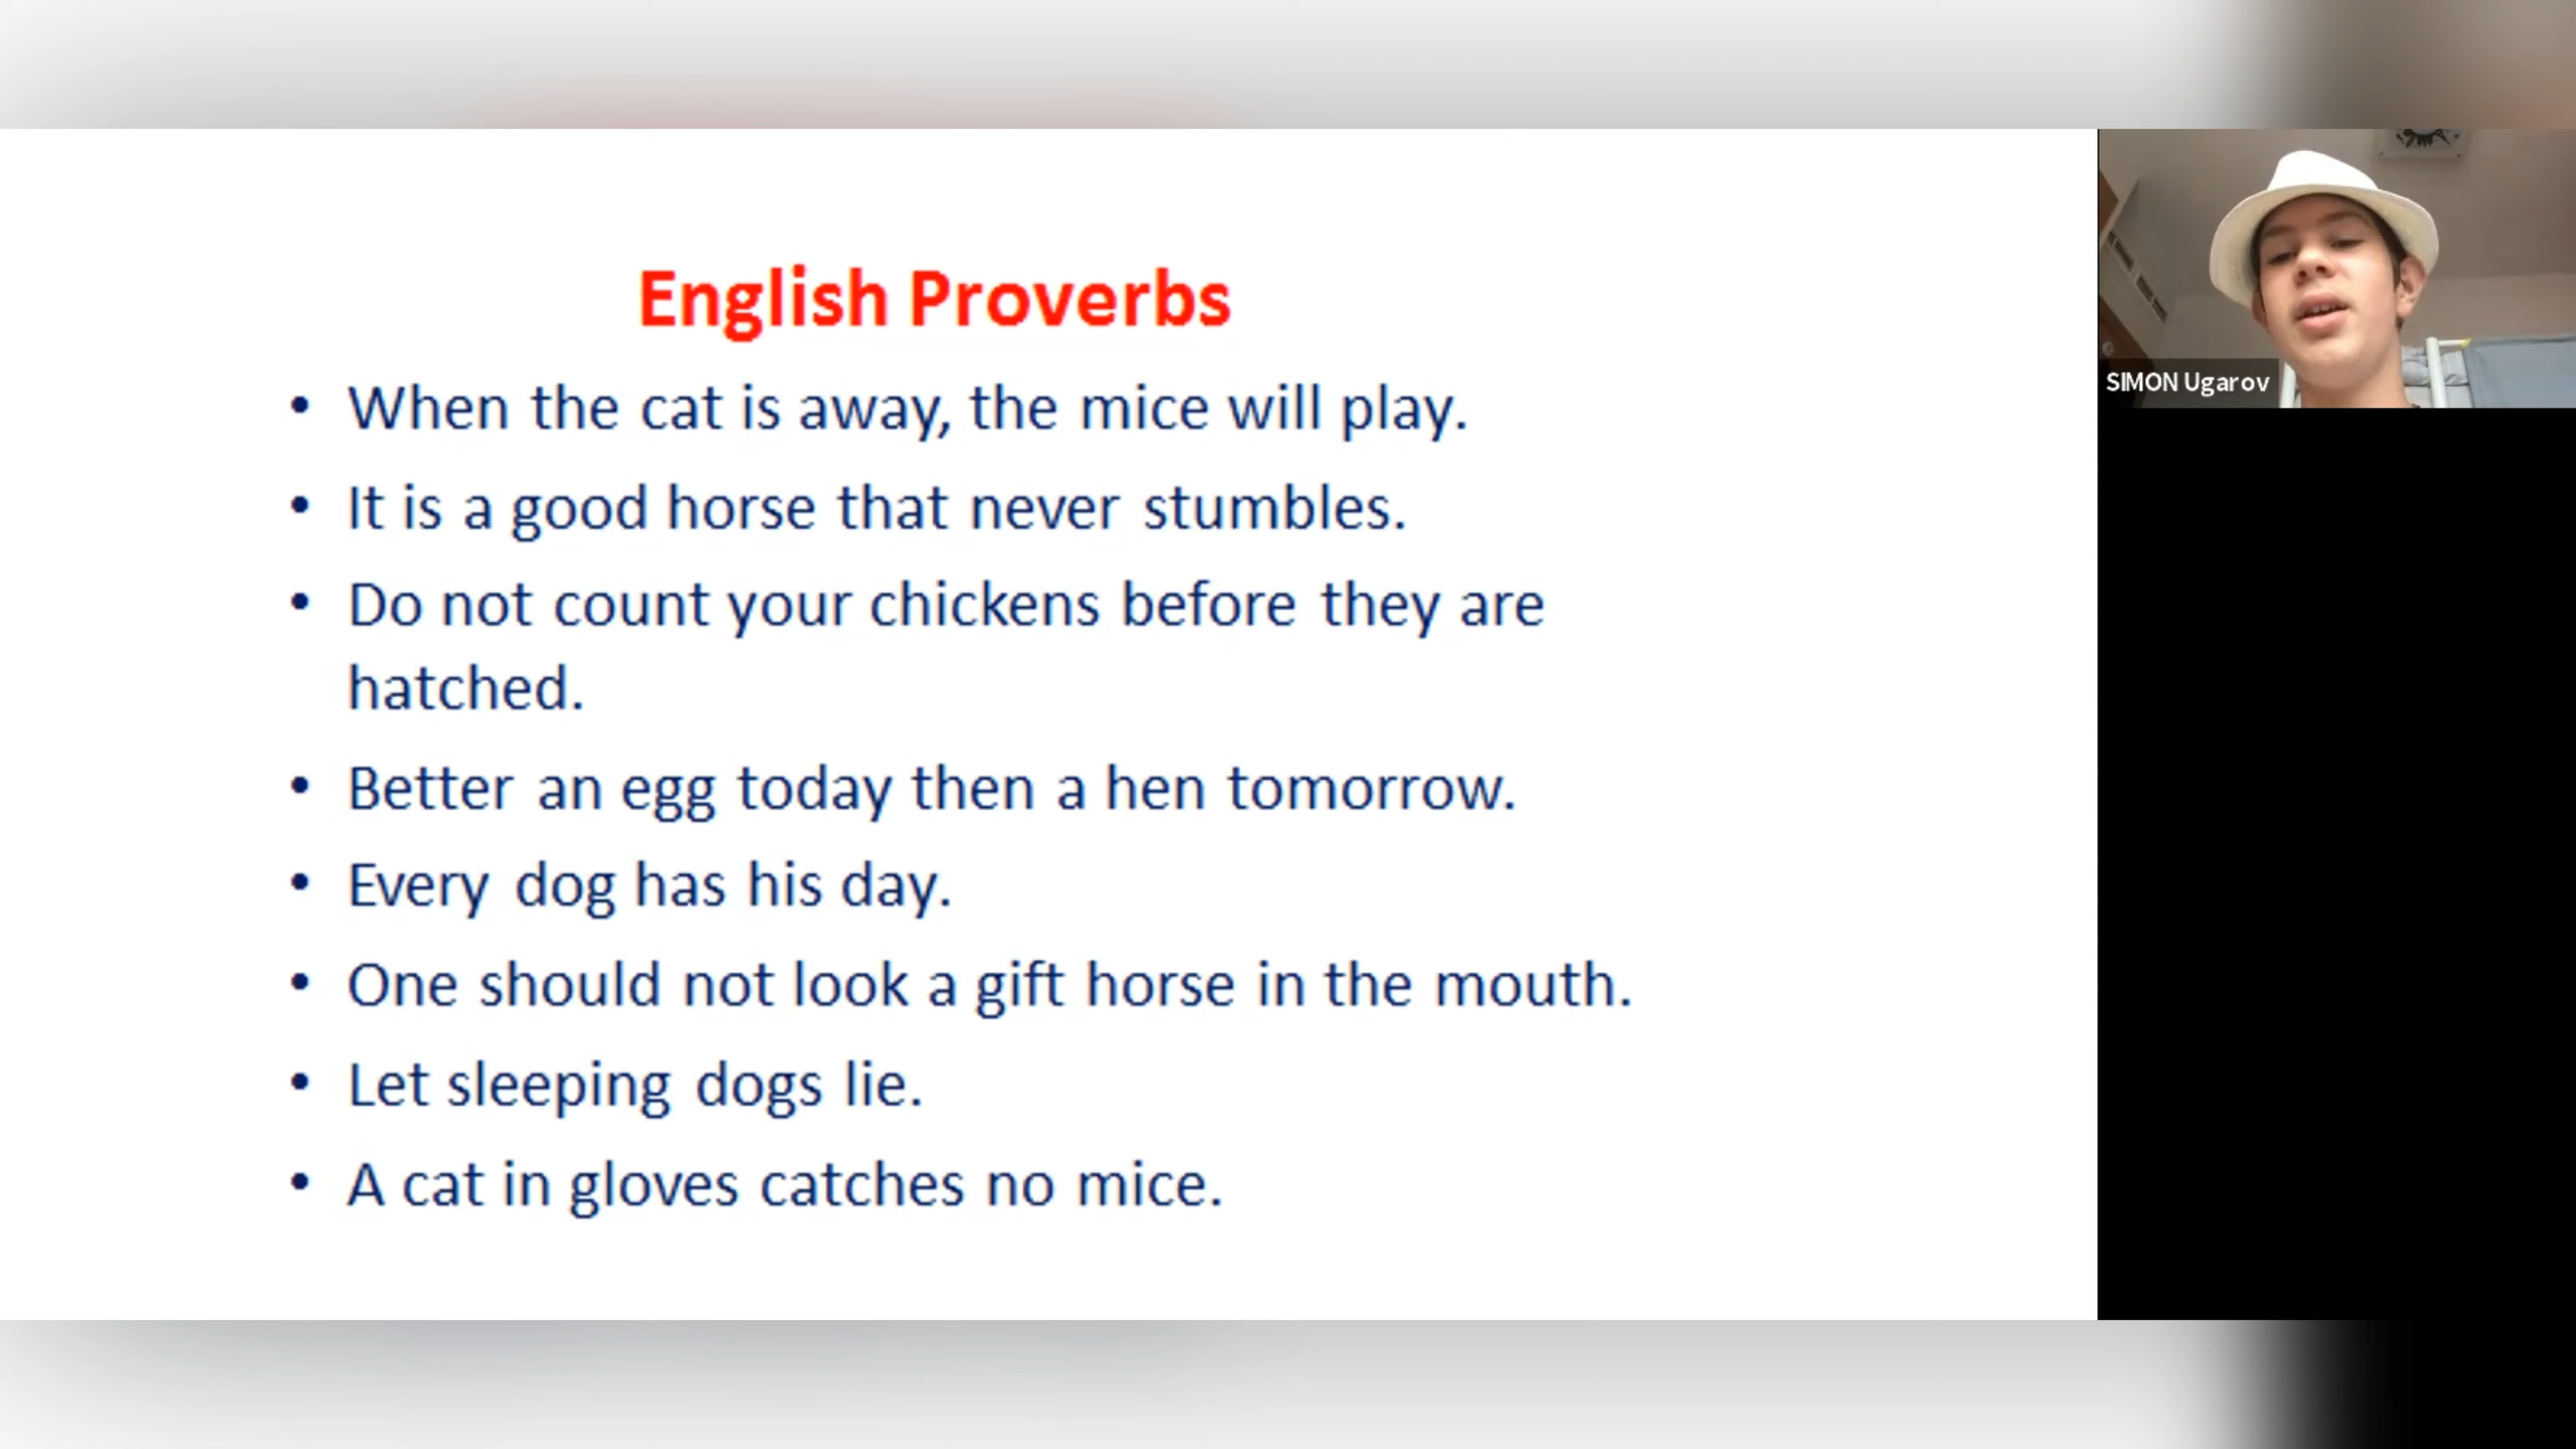 English Proverbs
• When the cat is away, the mice will play.
• It is a good horse that never stumbles.
• Do not count your chickens before they are
hatched.
• Better an egg today then a hen tomorrow.
• Every dog has his day.
• One should not look a gift horse in the mouth.
• Let sleeping dogs lie.
• A cat in gloves catches no mice.
SIMON Ugarov